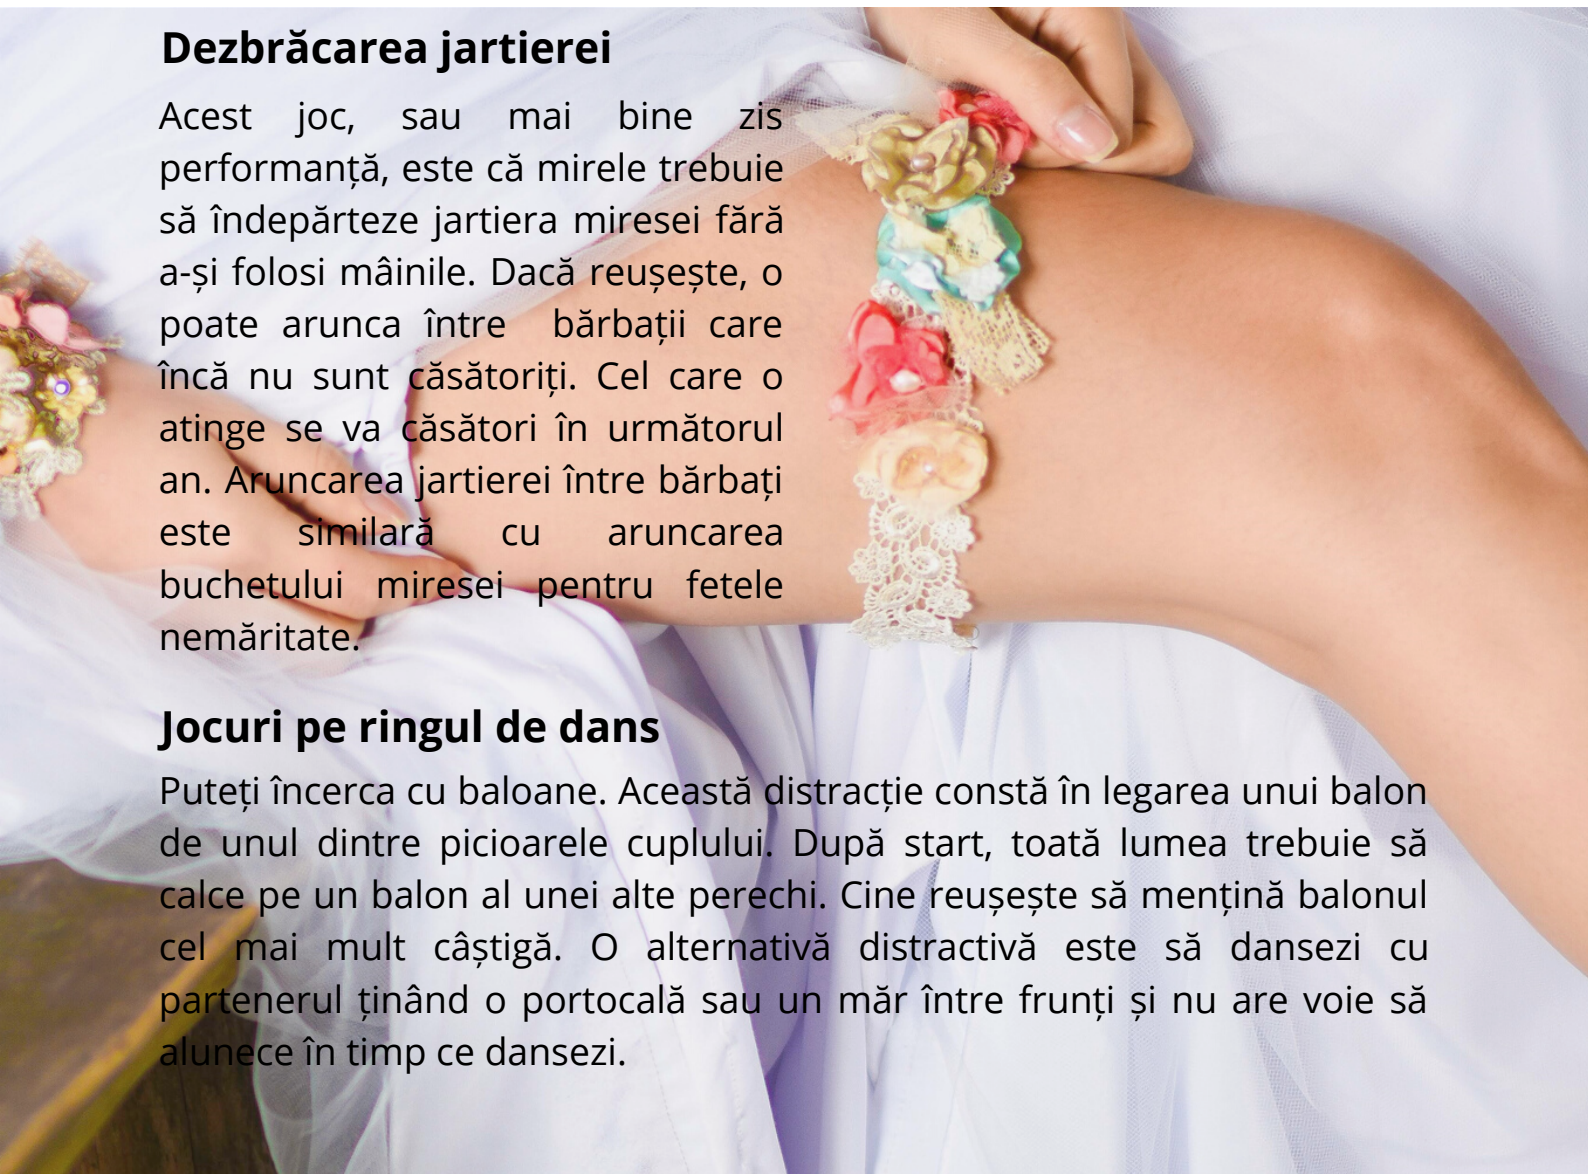 Dezbrăcarea jartierei
Acest joc, sau mai bine zis
performanță, este că mirele trebuie
să îndepărteze jartiera miresei fără
a-și folosi mâinile. Dacă reușește, o
poate arunca între bărbații care
încă nu sunt căsătoriți. Cel care o
atinge se va căsători în următorul
an. Aruncarea jartierei între bărbați
este similară cu aruncarea
buchetului miresei pentru fetele
nemăritate.
Jocuri pe ringul de dans
Puteți încerca cu baloane. Această distracție constă în legarea unui balon
de unul dintre picioarele cuplului. După start, toată lumea trebuie să
calce pe un balon al unei alte perechi. Cine reușește să mențină balonul
cel mai mult câștigă. O alternativă distractivă este să dansezi cu
partenerul ținând o portocală sau un măr între frunți și nu are voie să
alunece în timp ce dansezi.